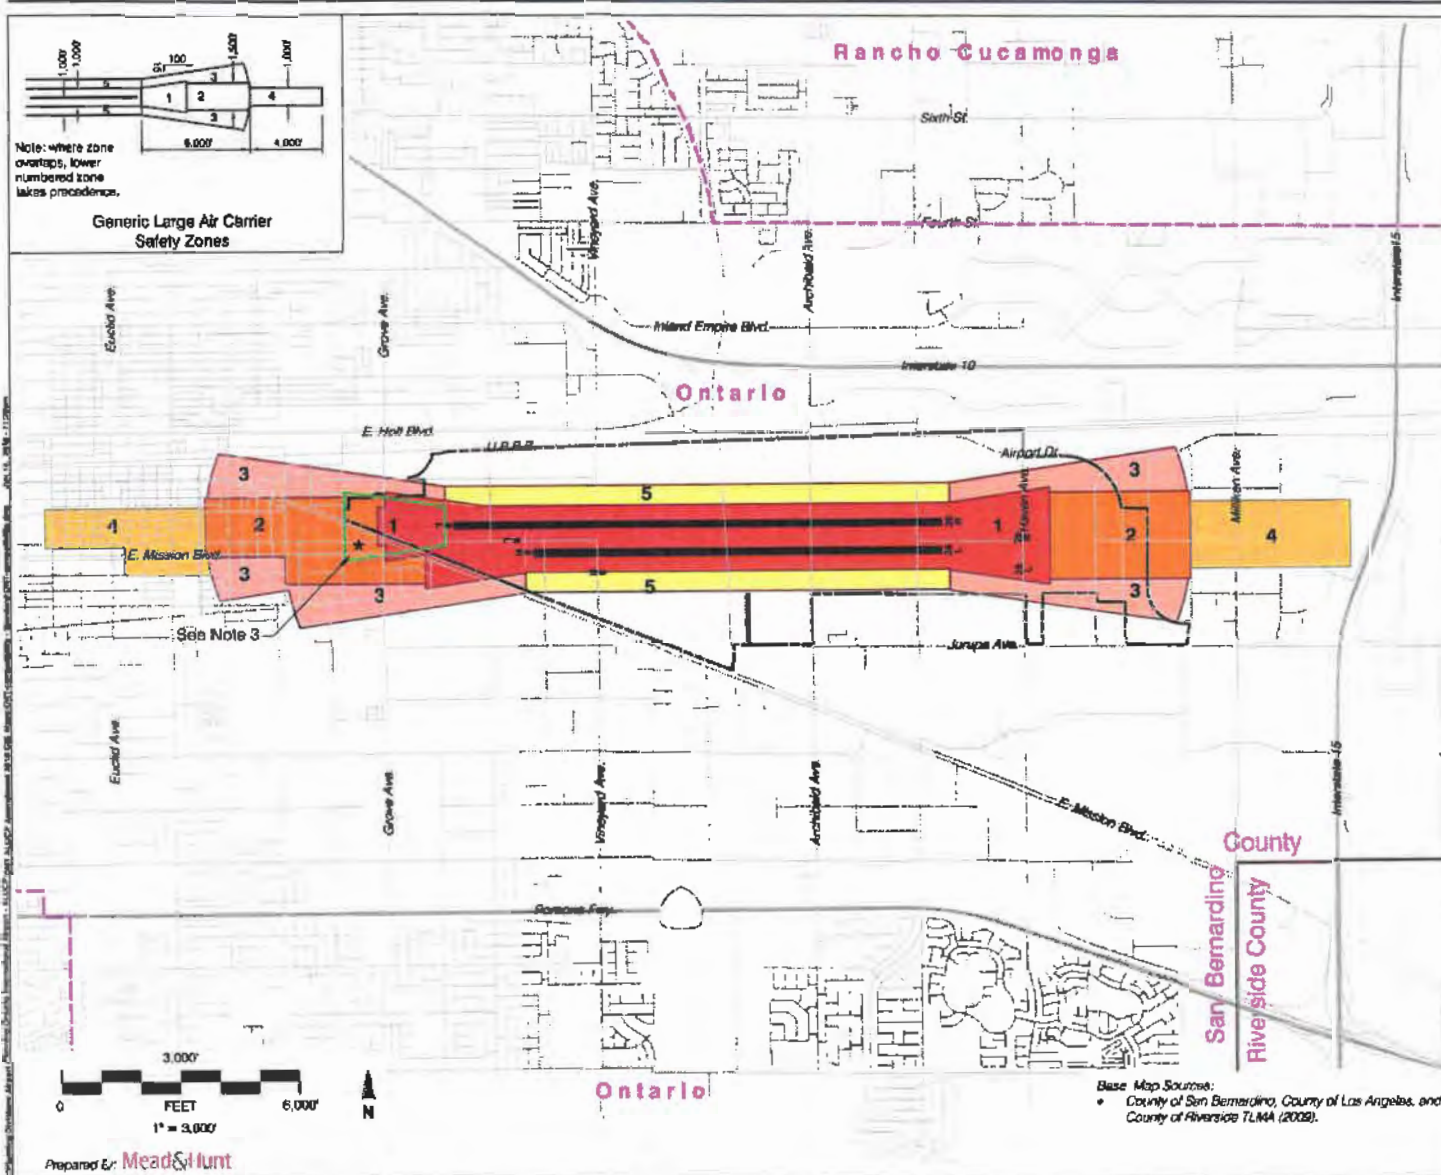 1,500'
1,000'
100
1,500'
1,000'
5
3
1
2
4
5
3
6,000'
4,000'
Note: where zone
overlaps, lower
numbered zone
takes precedence.
Generic Large Air Carrier
Safety Zones
Rancho Cucamonga
Sixth St.
Vineyard Ave.
Fourth St.
Archibald Ave.
Interstate 15
Euclid Ave.
Grove Ave.
Inland Empire Blvd.
Interstate 10
Ontario
E. Holt Blvd.
U.P.R.R.
Airport Dr.
Haven Ave.
Milliken Ave.
3
3
5
4
2
1
1
2
4
E. Mission Blvd.
3
3
5
3
See Note 3
Jurupa Ave.
Euclid Ave.
Grove Ave.
Vineyard Ave.
Archibald Ave.
Interstate 15
E. Mission Blvd.
County
San Bernardino
Riverside County
Pomona Fwy.
3,000'
0
FEET
6,000'
1" = 3,000'
N
Ontario
Base Map Sources:
• County of San Bernardino, County of Los Angeles, and
County of Riverside TLMA (2009).
Prepared By: Mead&Hunt